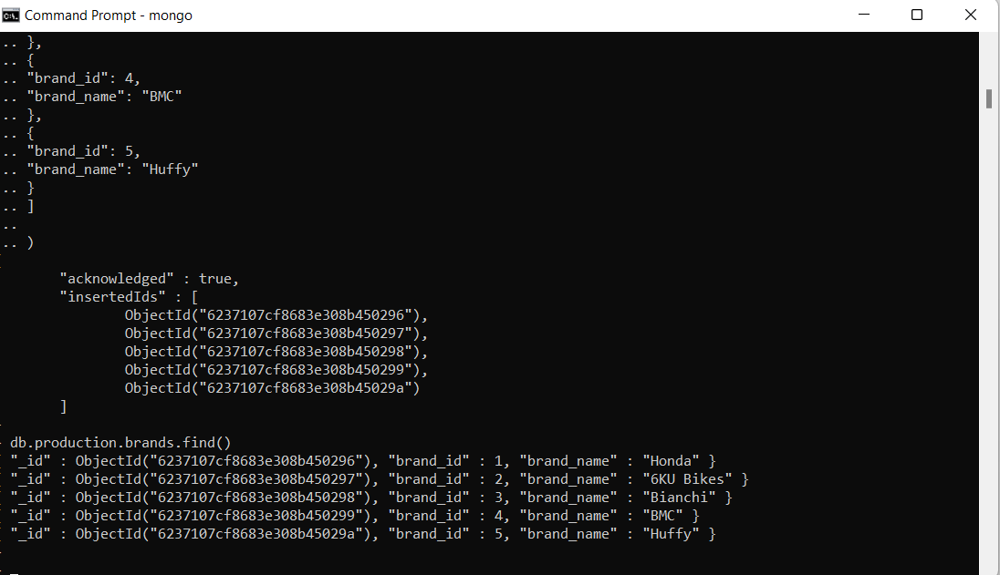 Command Prompt - mongo
.. },
.. {
.. "brand_id": 4,
.. "brand_name": "BMC"
.. },
.. {
.. "brand_id": 5,
.. "brand_name": "Huffy"
.. }
.. ]
..
.. )
"acknowledged" : true,
"insertedIds" : [
ObjectId("6237107cf8683e308b450296"),
ObjectId("6237107cf8683e308b450297"),
ObjectId("6237107cf8683e308b450298"),
ObjectId("6237107cf8683e308b450299"),
ObjectId("6237107cf8683e308b45029a")
]
db.production.brands.find()
"_id" : ObjectId("6237107cf8683e308b450296"), "brand_id" : 1, "brand_name" : "Honda" }
"_id" : ObjectId("6237107cf8683e308b450297"), "brand_id" : 2, "brand_name" : "6KU Bikes" }
"_id" : ObjectId("6237107cf8683e308b450298"), "brand_id" : 3, "brand_name" : "Bianchi" }
"_id" : ObjectId("6237107cf8683e308b450299"), "brand_id" : 4, "brand_name" : "BMC" }
"_id" : ObjectId("6237107cf8683e308b45029a"), "brand_id" : 5, "brand_name" : "Huffy" }